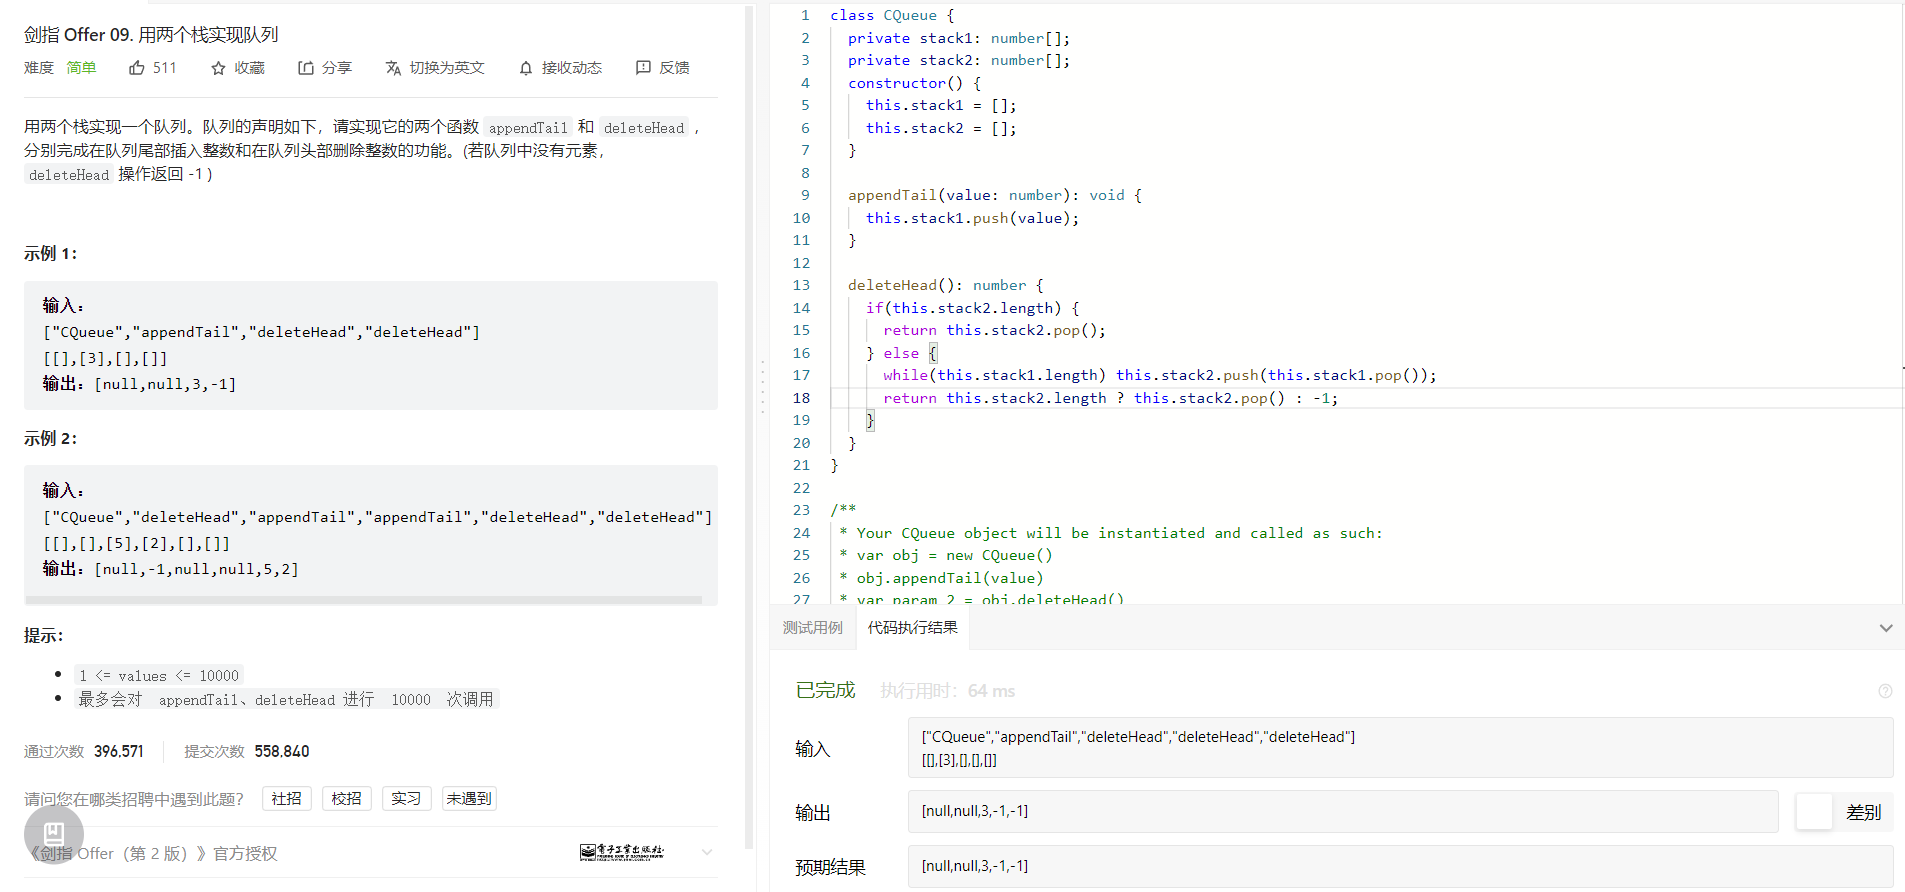 剑指 Offer 09. 用两个栈实现队列
难度 简单 511 收藏 分享 切换为英文 接收动态 反馈
用两个栈实现一个队列。队列的声明如下，请实现它的两个函数 appendTail 和 deleteHead ，
分别完成在队列尾部插入整数和在队列头部删除整数的功能。(若队列中没有元素，
deleteHead 操作返回 -1 )
示例 1：
输入：
["CQueue","appendTail","deleteHead","deleteHead"]
[[],[3],[],[]]
输出：[null,null,3,-1]
示例 2：
输入：
["CQueue","deleteHead","appendTail","appendTail","deleteHead","deleteHead"]
[[],[],[5],[2],[],[]]
输出：[null,-1,null,null,5,2]
提示：
• 1 <= values <= 10000
• 最多会对 appendTail、deleteHead 进行 10000 次调用
通过次数 396,571 提交次数 558,840
请问您在哪类招聘中遇到此题？ 社招 校招 实习 未遇到
《剑指 Offer（第 2 版）》官方授权
電子工業出版社
1 class CQueue {
2 private stack1: number[];
3 private stack2: number[];
4 constructor() {
5 this.stack1 = [];
6 this.stack2 = [];
7 }
8
9 appendTail(value: number): void {
10 this.stack1.push(value);
11 }
12
13 deleteHead(): number {
14 if(this.stack2.length) {
15 return this.stack2.pop();
16 } else {
17 while(this.stack1.length) this.stack2.push(this.stack1.pop());
18 return this.stack2.length ? this.stack2.pop() : -1;
19 }
20 }
21 }
22
23 /**
24 * Your CQueue object will be instantiated and called as such:
25 * var obj = new CQueue()
26 * obj.appendTail(value)
27 * var param_2 = obj.deleteHead()
测试用例 代码执行结果
已完成 执行用时: 64 ms
输入
["CQueue","appendTail","deleteHead","deleteHead","deleteHead"]
[[],[3],[],[],[]]
输出 [null,null,3,-1,-1] 差别
预期结果 [null,null,3,-1,-1]